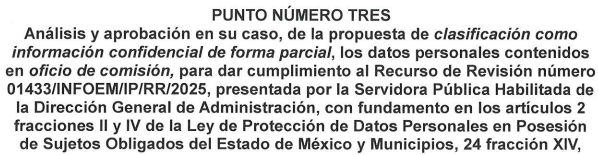 PUNTO NÚMERO TRES
Análisis y aprobación en su caso, de la propuesta de clasificación como
información confidencial de forma parcial, los datos personales contenidos
en oficio de comisión, para dar cumplimiento al Recurso de Revisión número
01433/INFOEM/IP/RR/2025, presentada por la Servidora Pública Habilitada de
la Dirección General de Administración, con fundamento en los artículos 2
fracciones II y IV de la Ley de Protección de Datos Personales en Posesión
de Sujetos Obligados del Estado de México y Municipios, 24 fracción XIV,